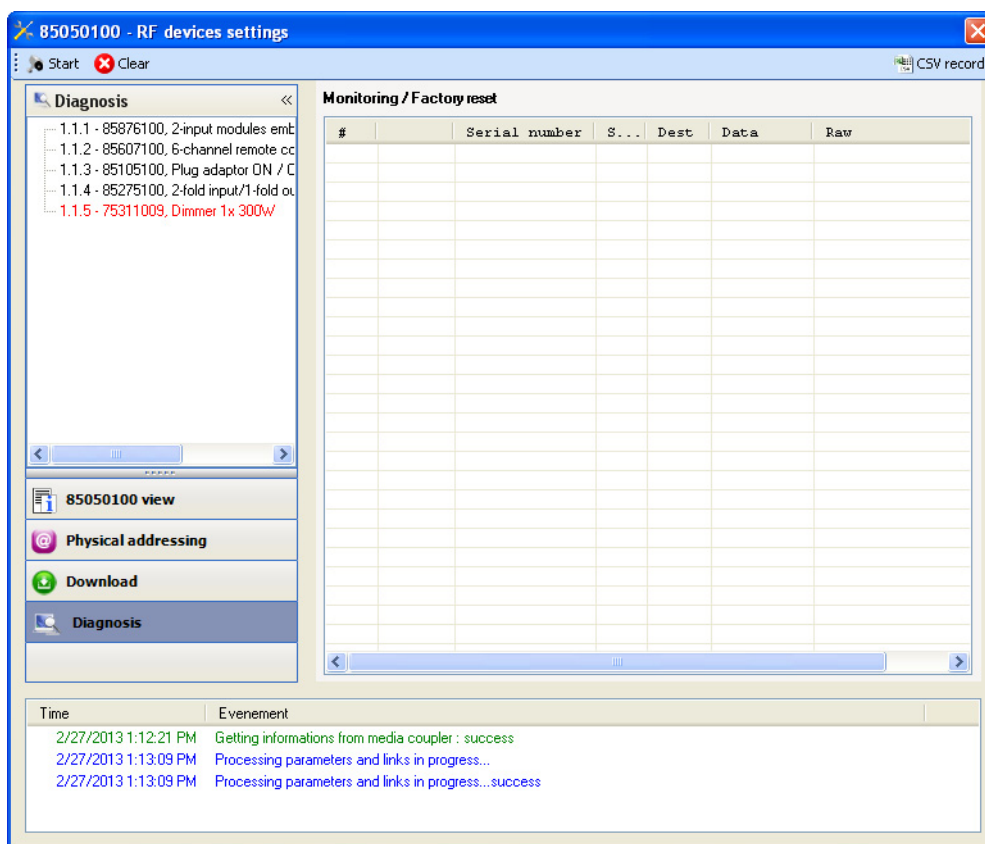 85050100 - RF devices settings
Start Clear CSV record
Diagnosis «
1.1.1 - 85876100, 2-input modules emb
1.1.2 - 85607100, 6-channel remote co
1.1.3 - 85105100, Plug adaptor ON / O
1.1.4 - 85275100, 2-fold input/1-fold ou
1.1.5 - 75311009, Dimmer 1x 300W
85050100 view
Physical addressing
Download
Diagnosis
Monitoring / Factory reset
# Serial number S... Dest Data Raw
Time Evenement
2/27/2013 1:12:21 PM Getting informations from media coupler : success
2/27/2013 1:13:09 PM Processing parameters and links in progress...
2/27/2013 1:13:09 PM Processing parameters and links in progress...success